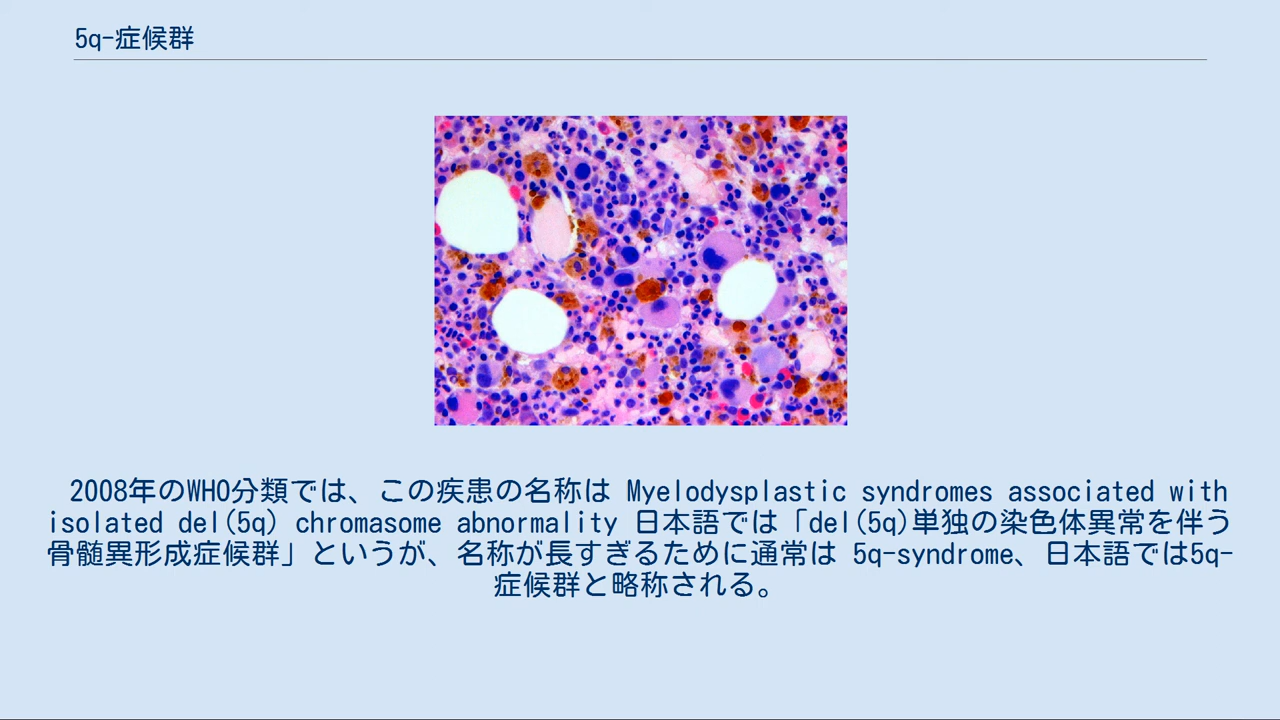 5q-症候群
2008年のWHO分類では、この疾患の名称は Myelodysplastic syndromes associated with
isolated del(5q) chromasome abnormality 日本語では「del(5q)単独の染色体異常を伴う
骨髄異形成症候群」というが、名称が長すぎるために通常は 5q-syndrome、日本語では5q-
症候群と略称される。